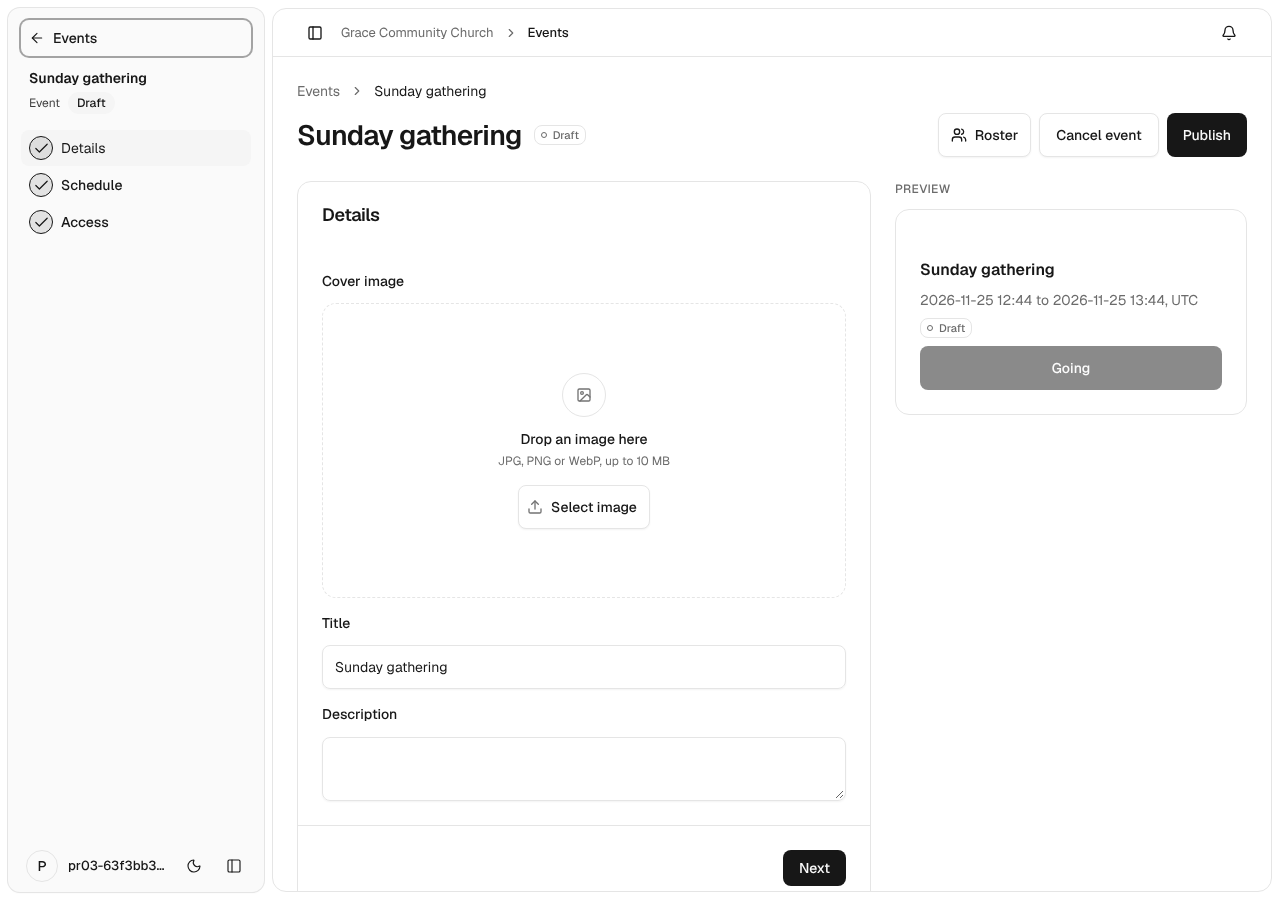 Events
Sunday gathering
Event Draft
Details
Schedule
Access
P pr03-63f3bb3...
Grace Community Church Events
Events Sunday gathering
Sunday gathering Draft
Roster Cancel event Publish
Details
Cover image
Drop an image here
JPG, PNG or WebP, up to 10 MB
Select image
Title
Sunday gathering
Description
Next
PREVIEW
Sunday gathering
2026-11-25 12:44 to 2026-11-25 13:44, UTC
Draft
Going